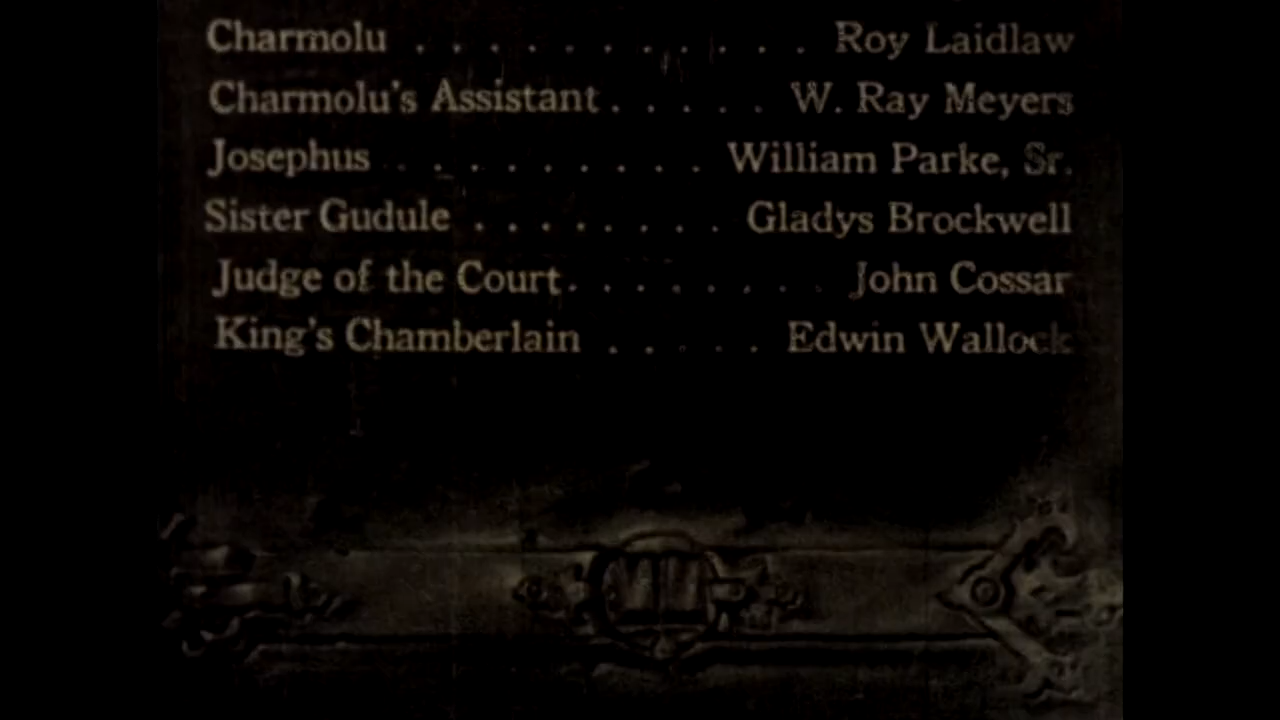 Charmolu . . . . . . . . . . . . Roy Laidlaw
Charmolu's Assistant . . . . . W. Ray Meyers
Josephus . . . . . . . . . William Parke, Sr.
Sister Gudule . . . . . . . . Gladys Brockwell
Judge of the Court . . . . . . . . John Cossar
King's Chamberlain . . . . . Edwin Wallock